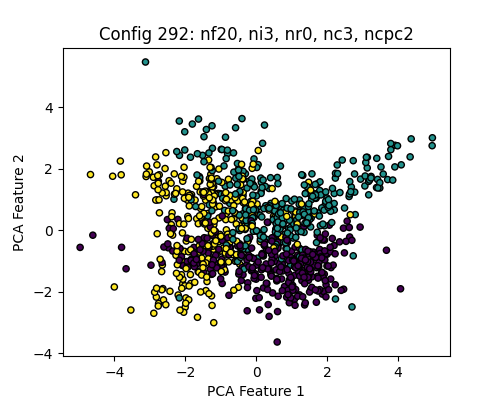 Config 292: nf20, ni3, nr0, nc3, ncpc2
PCA Feature 2
4
2
0
−2
−4
−4 −2 0 2 4
PCA Feature 1